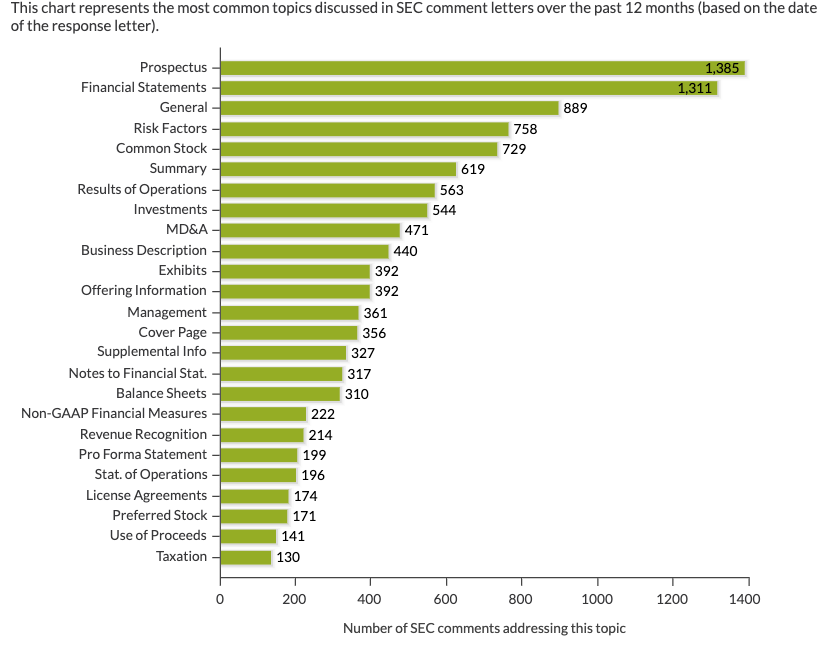 This chart represents the most common topics discussed in SEC comment letters over the past 12 months (based on the date
of the response letter).
Prospectus 1,385
Financial Statements 1,311
General 889
Risk Factors 758
Common Stock 729
Summary 619
Results of Operations 563
Investments 544
MD&A 471
Business Description 440
Exhibits 392
Offering Information 392
Management 361
Cover Page 356
Supplemental Info 327
Notes to Financial Stat. 317
Balance Sheets 310
Non-GAAP Financial Measures 222
Revenue Recognition 214
Pro Forma Statement 199
Stat. of Operations 196
License Agreements 174
Preferred Stock 171
Use of Proceeds 141
Taxation 130
0 200 400 600 800 1000 1200 1400
Number of SEC comments addressing this topic